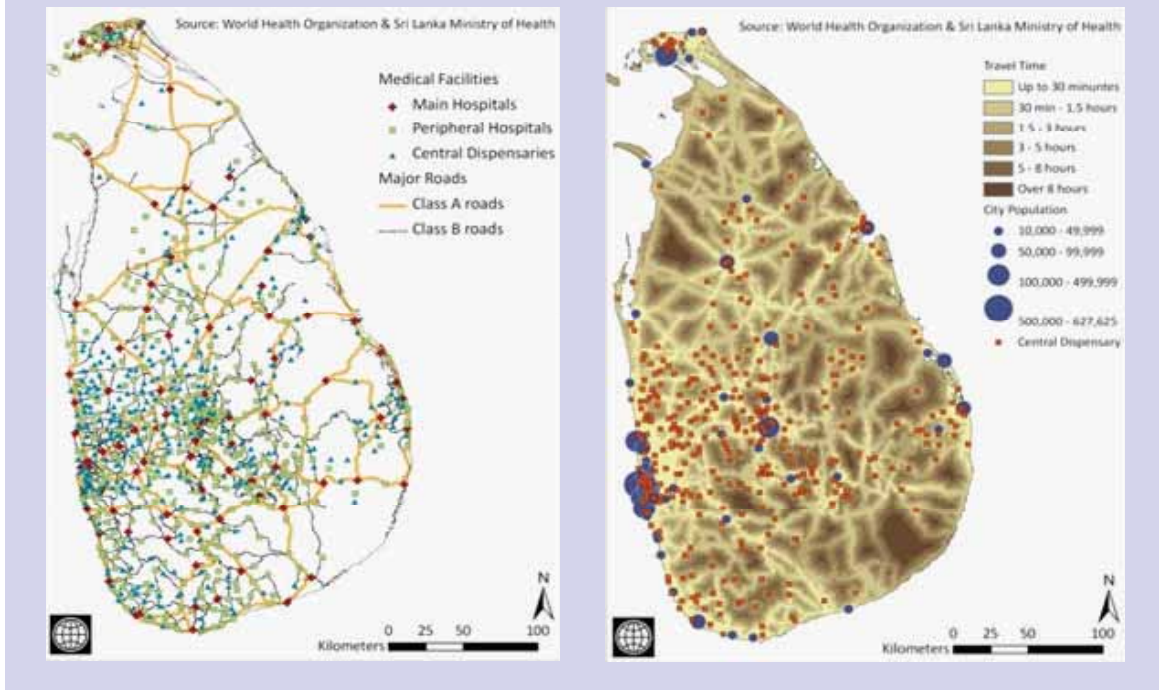 Source: World Health Organization & Sri Lanka Ministry of Health
Medical Facilities
Main Hospitals
Peripheral Hospitals
Central Dispensaries
Major Roads
Class A roads
Class B roads
N
0 25 50 100
Kilometers
Source: World Health Organization & Sri Lanka Ministry of Health
Travel Time
Up to 30 minuntes
30 min - 1.5 hours
1.5 - 3 hours
3 - 5 hours
5 - 8 hours
Over 8 hours
City Population
10,000 - 49,999
50,000 - 99,999
100,000 - 499,999
500,000 - 627,625
Central Dispensary
N
0 25 50 100
Kilometers